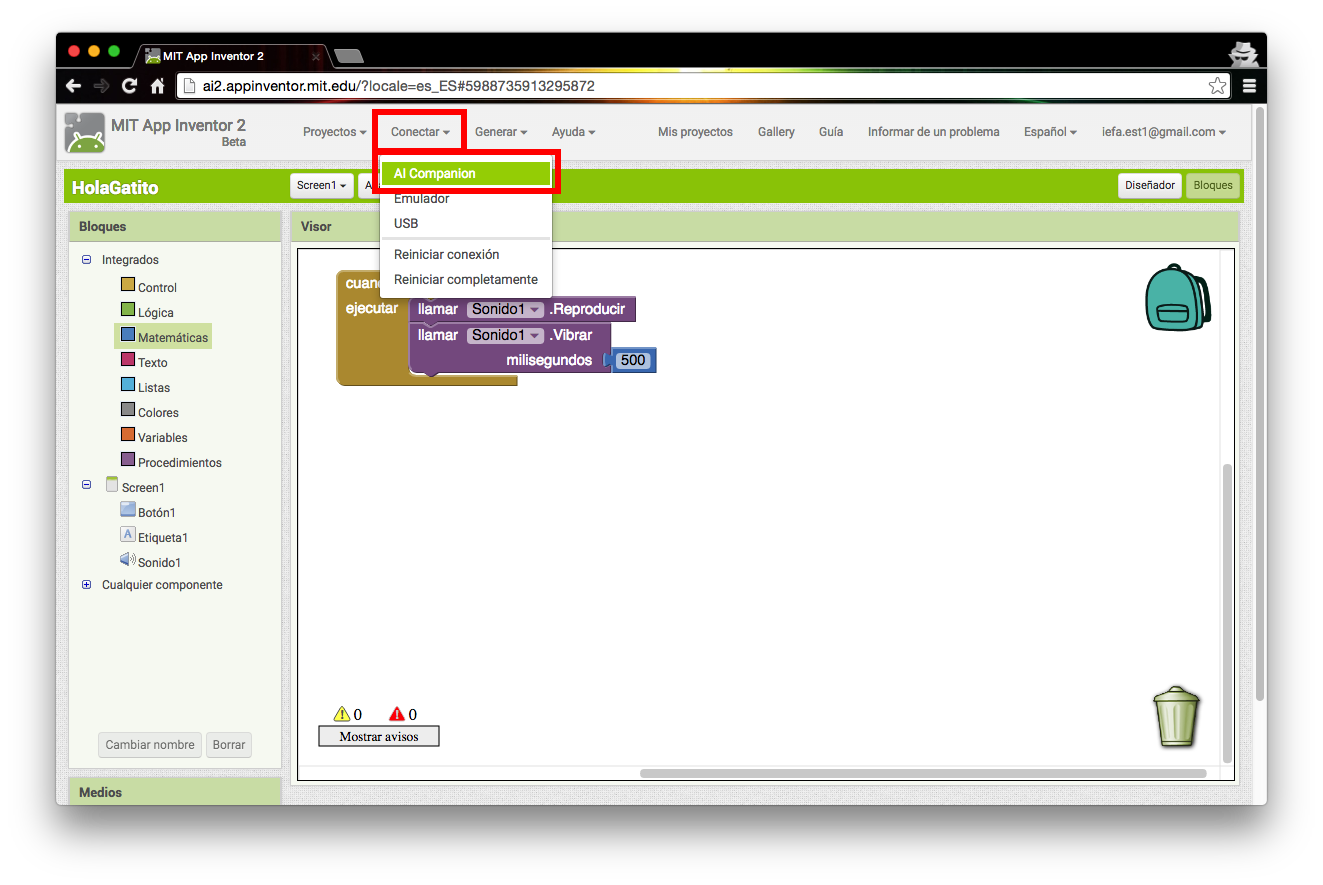 MIT App Inventor 2
ai2.appinventor.mit.edu/?locale=es_ES#5988735913295872
MIT App Inventor 2
Beta
Proyectos Conectar Generar Ayuda Mis proyectos Gallery Guía Informar de un problema Español iefa.est1@gmail.com
HolaGatito
Screen1
A
Diseñador
Bloques
AI Companion
Emulador
USB
Reiniciar conexión
Reiniciar completamente
Bloques
Integrados
Control
Lógica
Matemáticas
Texto
Listas
Colores
Variables
Procedimientos
Screen1
Botón1
Etiqueta1
A
Sonido1
Cualquier componente
Cambiar nombre
Borrar
Medios
Visor
cuan
ejecutar llamar Sonido1 .Reproducir
llamar Sonido1 .Vibrar
milisegundos 500
0 0
Mostrar avisos